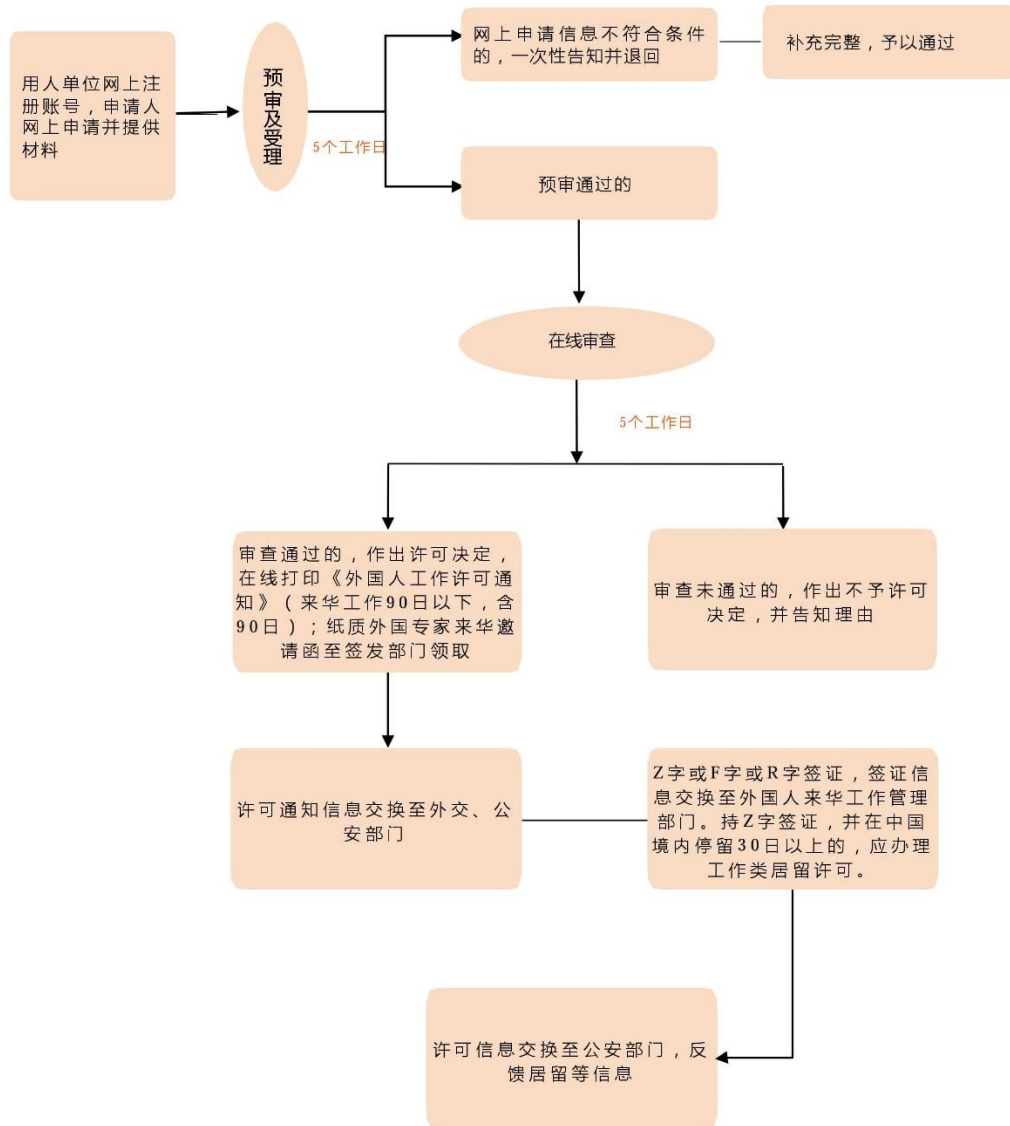 用人单位网上注
册账号，申请人
网上申请并提供
材料
预审及受理
5个工作日
网上申请信息不符合条件
的，一次性告知并退回
补充完整，予以通过
预审通过的
在线审查
5个工作日
审查通过的，作出许可决定，
在线打印《外国人工作许可通
知》（来华工作90日以下，含
90日）；纸质外国专家来华邀
请函至签发部门领取
审查未通过的，作出不予许可
决定，并告知理由
许可通知信息交换至外交、公
安部门
Z字或F字或R字签证，签证信
息交换至外国人来华工作管理
部门。持Z字签证，并在中国
境内停留30日以上的，应办理
工作类居留许可。
许可信息交换至公安部门，反
馈居留等信息